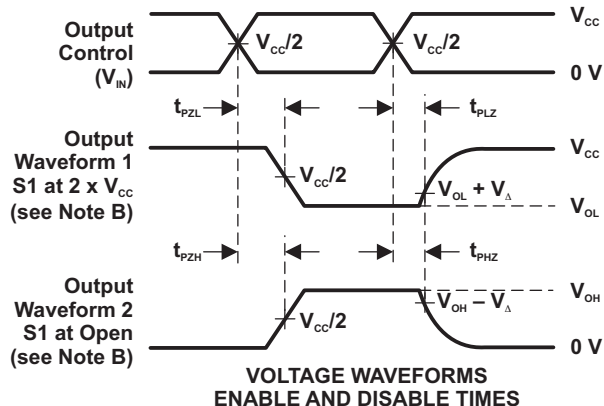 Output
Control
(VIN)
VCC/2
VCC/2
VCC
0 V
tPZL
tPLZ
Output
Waveform 1
S1 at 2 x VCC
(see Note B)
VCC/2
VOL + VΔ
VCC
VOL
tPZH
tPHZ
Output
Waveform 2
S1 at Open
(see Note B)
VCC/2
VOH – VΔ
VOH
0 V
VOLTAGE WAVEFORMS
ENABLE AND DISABLE TIMES